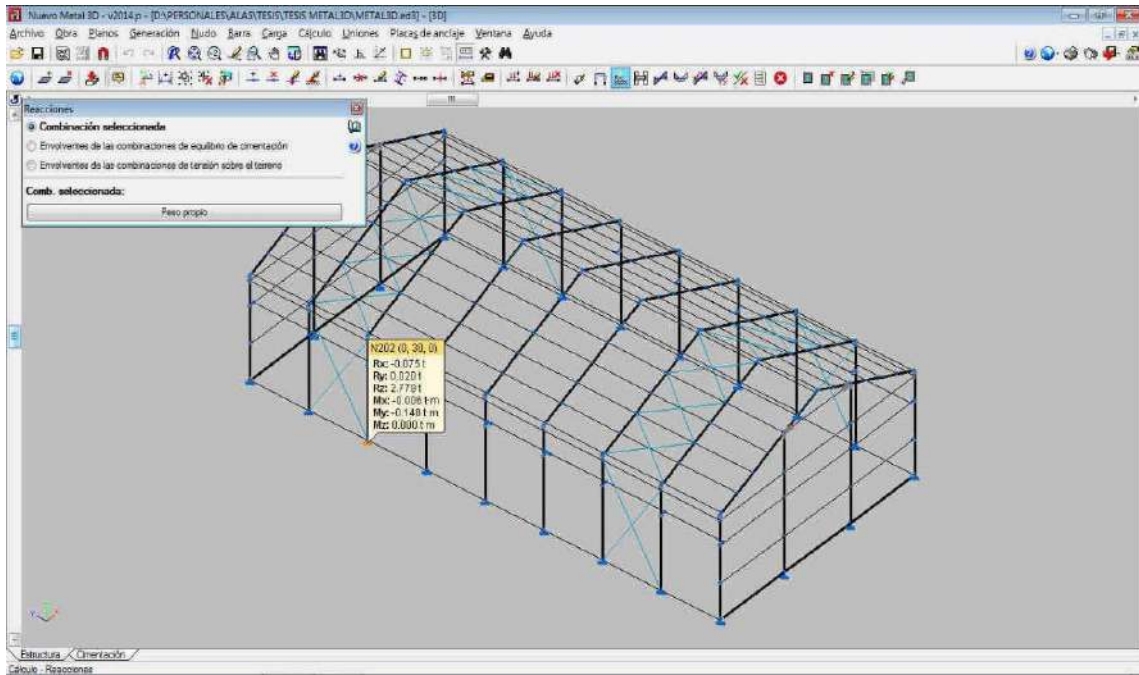 Nuevo Metal 3D - v2014.p - [D:\PERSONALES\ALAS\TESIS\TESIS METAL3D\METAL3D.ed3] - [3D]
Archivo Obra Planos Generación Nudo Barra Carga Cálculo Uniones Placas de anclaje Ventana Ayuda
Reacciones
Combinación seleccionada
Envolventes de las combinaciones de equilibrio de cimentación
Envolventes de las combinaciones de tensión sobre el terreno
Comb. seleccionada:
Peso propio
N202 (0, 30, 0)
Rx: -0.075 t
Ry: 0.020 t
Rz: 2.779 t
Mx: -0.006 t·m
My: -0.148 t·m
Mz: 0.000 t·m
Estructura Cimentación
Cálculo - Reacciones